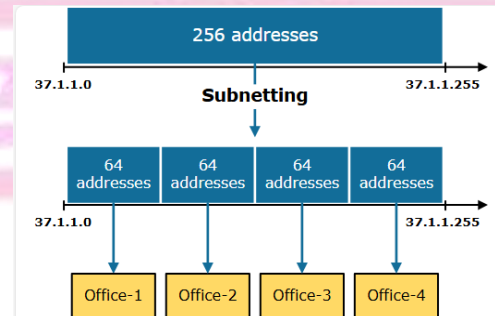 256 addresses
37.1.1.0
37.1.1.255
Subnetting
64
addresses
64
addresses
64
addresses
64
addresses
37.1.1.0
37.1.1.255
Office-1
Office-2
Office-3
Office-4